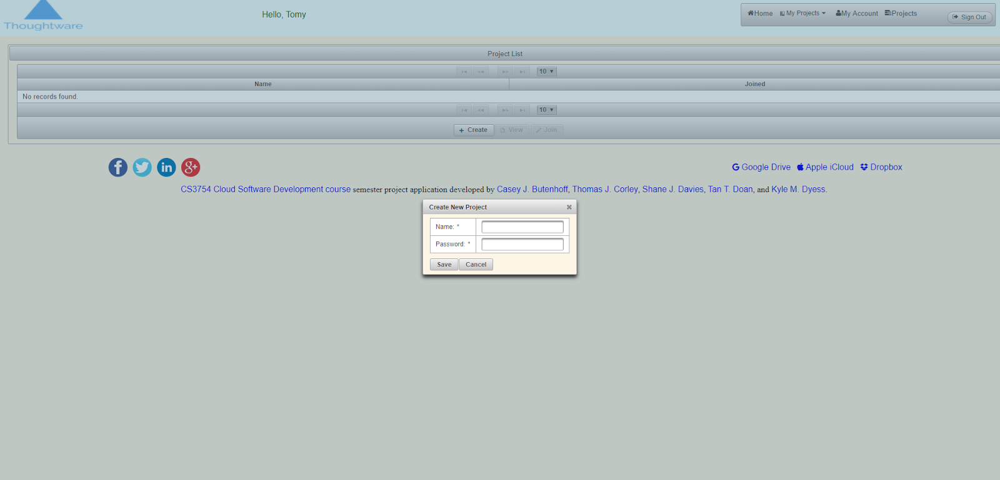 Thoughtware
Hello, Tomy
Home My Projects My Account Projects Sign Out
Project List
10
Name Joined
No records found.
10
Create View Join
Google Drive Apple iCloud Dropbox
CS3754 Cloud Software Development course semester project application developed by Casey J. Butenhoff, Thomas J. Corley, Shane J. Davies, Tan T. Doan, and Kyle M. Dyess.
Create New Project
Name: *
Password: *
Save Cancel